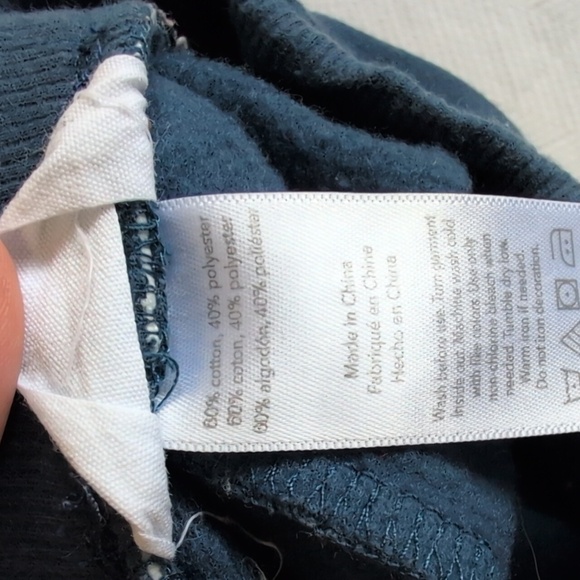 60% cotton, 40% polyester
60% coton, 40% polyester
60% algodón, 40% poliéster
Made in China
Fabriqué en Chine
Hecho en China
Wash before use. Turn garment
inside out. Machine wash cold
with like colors. Use only
non-chlorine bleach when
needed. Tumble dry low.
Warm iron if needed.
Do not iron decoration.